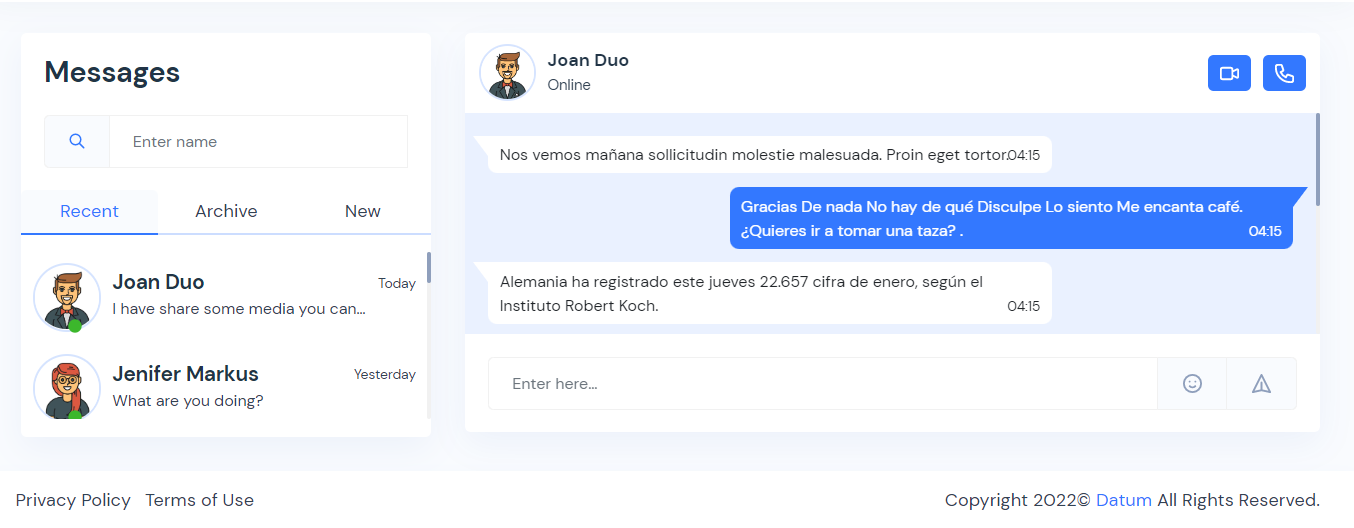 Messages
Enter name
Recent
Archive
New
Joan Duo
Today
I have share some media you can...
Jenifer Markus
Yesterday
What are you doing?
Joan Duo
Online
Nos vemos mañana sollicitudin molestie malesuada. Proin eget tortor.
04:15
Gracias De nada No hay de qué Disculpe Lo siento Me encanta café.
¿Quieres ir a tomar una taza? .
04:15
Alemania ha registrado este jueves 22.657 cifra de enero, según el
Instituto Robert Koch.
04:15
Enter here...
Privacy Policy
Terms of Use
Copyright 2022© Datum All Rights Reserved.